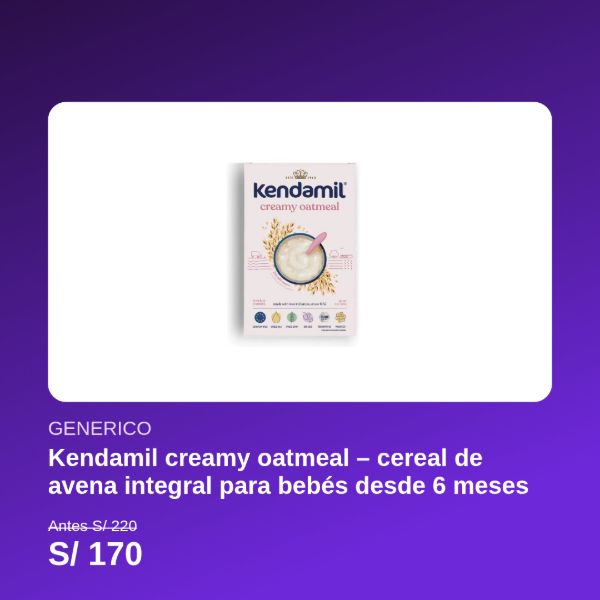 kendamil
creamy oatmeal
GENERICO
Kendamil creamy oatmeal – cereal de
avena integral para bebés desde 6 meses
Antes S/ 220
S/ 170